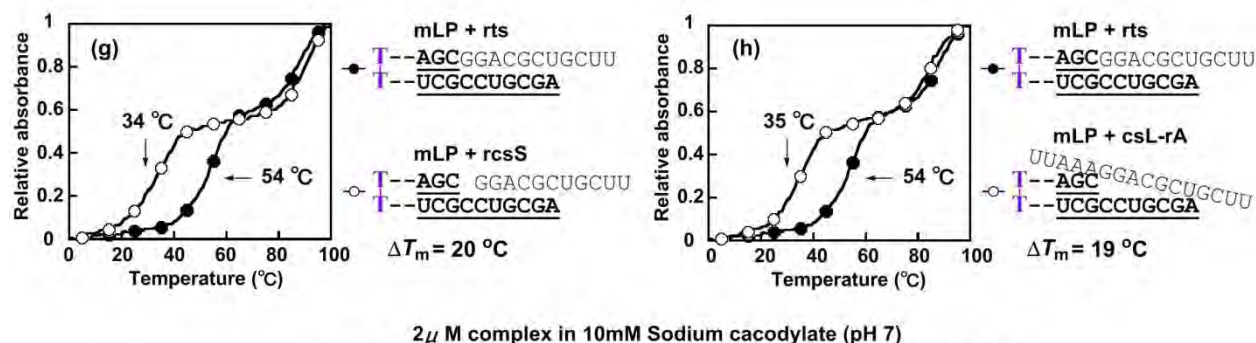 (g)
Relative absorbance
1
0.8
0.6
0.4
0.2
0
34 °C
54 °C
0 20 40 60 80 100
Temperature (°C)
mLP + rts
T--AGCGGACGCUGCUU
T--UCGCCUGCGA
mLP + rcsS
T--AGC GGACGCUGCUU
T--UCGCCUGCGA
ΔTm = 20 °C
(h)
Relative absorbance
1
0.8
0.6
0.4
0.2
0
35 °C
54 °C
0 20 40 60 80 100
Temperature (°C)
mLP + rts
T--AGCGGACGCUGCUU
T--UCGCCUGCGA
mLP + csL-rA
UUAAAGGACGCUGCUU
T--AGC
T--UCGCCUGCGA
ΔTm = 19 °C
2μ M complex in 10mM Sodium cacodylate (pH 7)